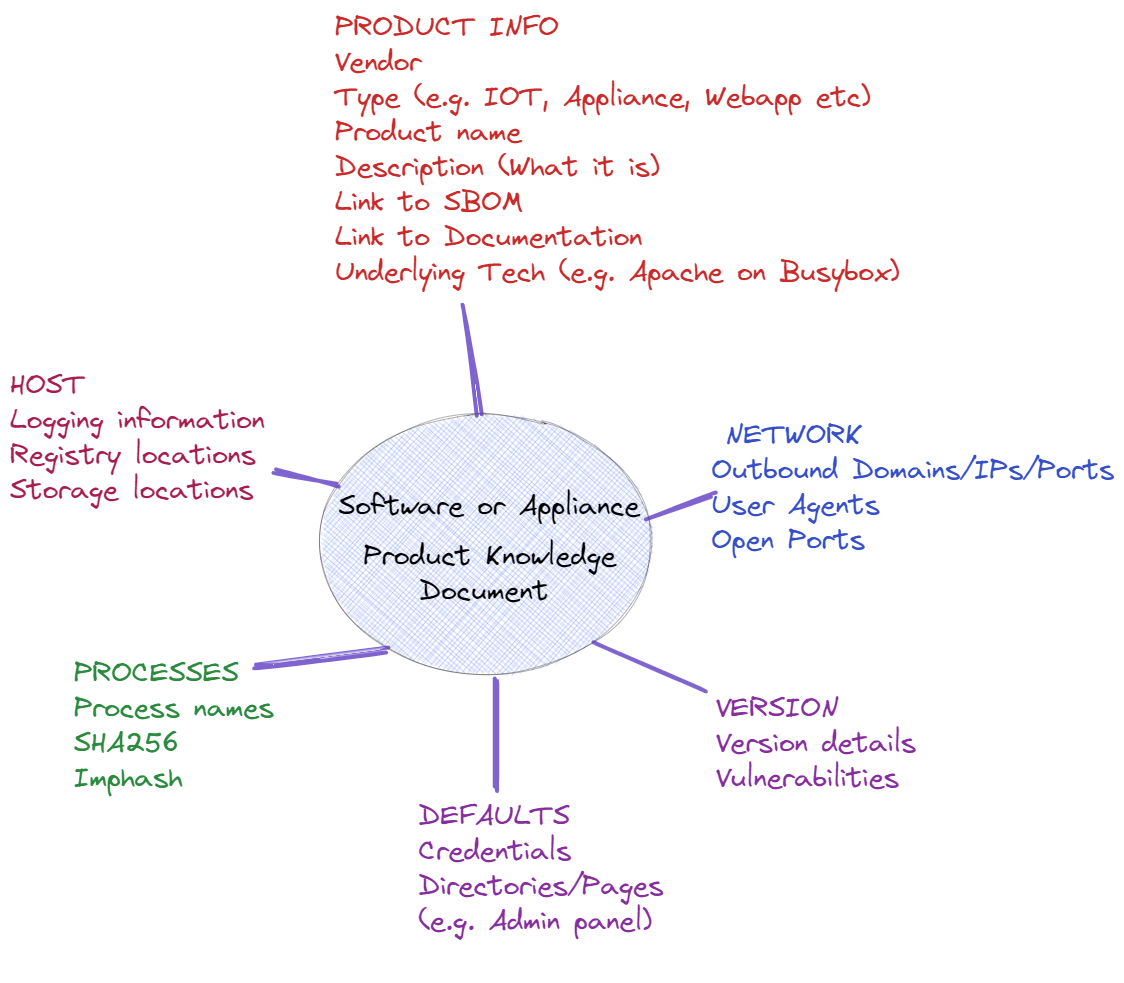 PRODUCT INFO
Vendor
Type (e.g. IOT, Appliance, Webapp etc)
Product name
Description (What it is)
Link to SBOM
Link to Documentation
Underlying Tech (e.g. Apache on Busybox)
HOST
Logging information
Registry locations
Storage locations
NETWORK
Outbound Domains/IPs/Ports
User Agents
Open Ports
Software or Appliance
Product Knowledge
Document
PROCESSES
Process names
SHA256
Imphash
VERSION
Version details
Vulnerabilities
DEFAULTS
Credentials
Directories/Pages
(e.g. Admin panel)